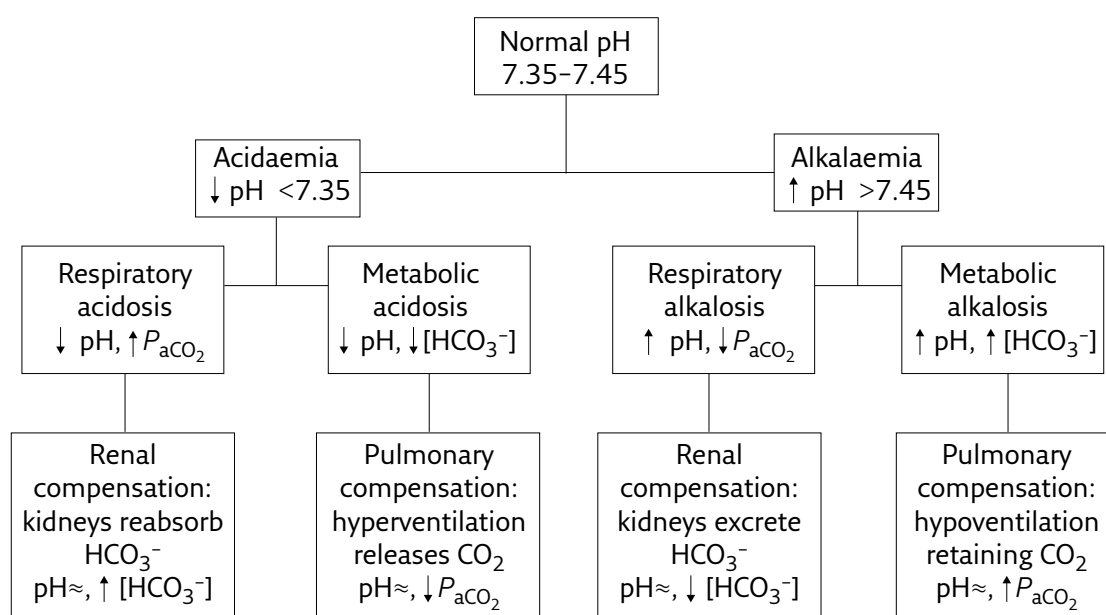 Normal pH
7.35–7.45
Acidaemia
↓ pH <7.35
Alkalaemia
↑ pH >7.45
Respiratory
acidosis
↓ pH, ↑PaCO₂
Metabolic
acidosis
↓ pH, ↓[HCO₃⁻]
Respiratory
alkalosis
↑ pH, ↓PaCO₂
Metabolic
alkalosis
↑ pH, ↑ [HCO₃⁻]
Renal
compensation:
kidneys reabsorb
HCO₃⁻
pH≈, ↑ [HCO₃⁻]
Pulmonary
compensation:
hyperventilation
releases CO₂
pH≈, ↓PaCO₂
Renal
compensation:
kidneys excrete
HCO₃⁻
pH≈, ↓ [HCO₃⁻]
Pulmonary
compensation:
hypoventilation
retaining CO₂
pH≈, ↑PaCO₂